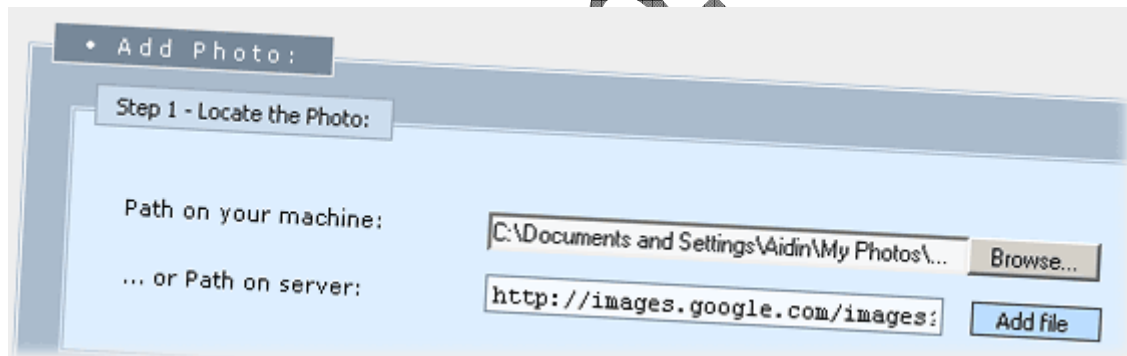 • Add Photo:
Step 1 - Locate the Photo:
Path on your machine:
C:\Documents and Settings\Aidin\My Photos\...
Browse...
... or Path on server:
http://images.google.com/images
Add file